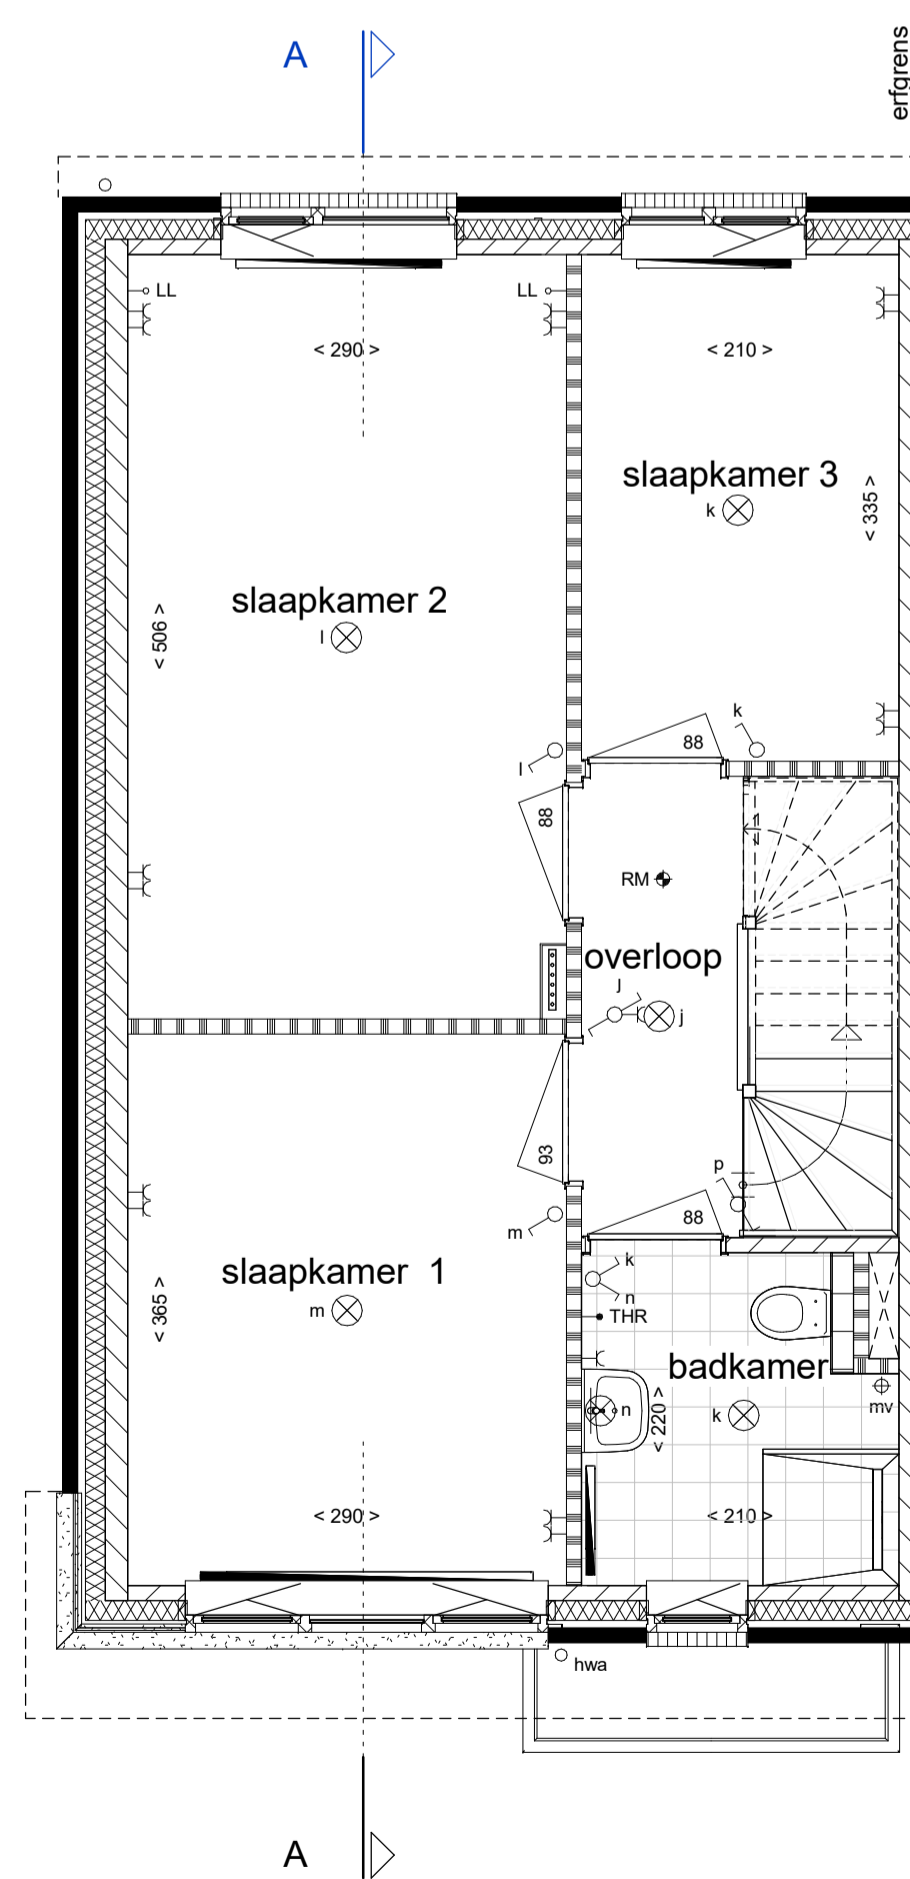 A
erfgrens
LL
LL
< 290 >
< 210 >
slaapkamer 3
k
< 335 >
slaapkamer 2
l
< 506 >
k
88
l
88
RM
overloop
j
j
93
p
m
88
slaapkamer 1
m
k
n
THR
< 365 >
badkamer
mv
n
< 220 >
k
< 290 >
< 210 >
hwa
A